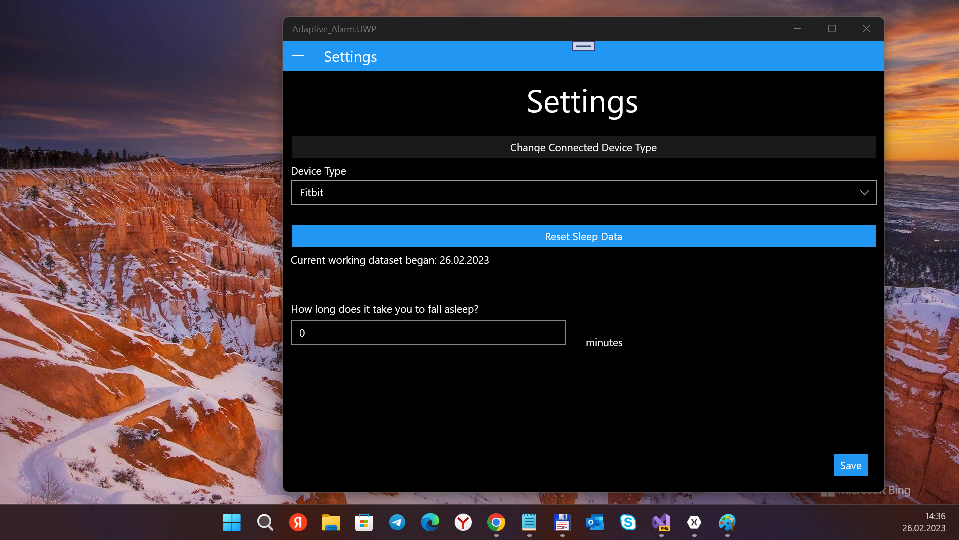 Adaptive_Alarm.UWP
Settings
Settings
Change Connected Device Type
Device Type
Fitbit
Reset Sleep Data
Current working dataset began: 26.02.2023
How long does it take you to fall asleep?
0
minutes
Save
Microsoft Bing
14:36
26.02.2023